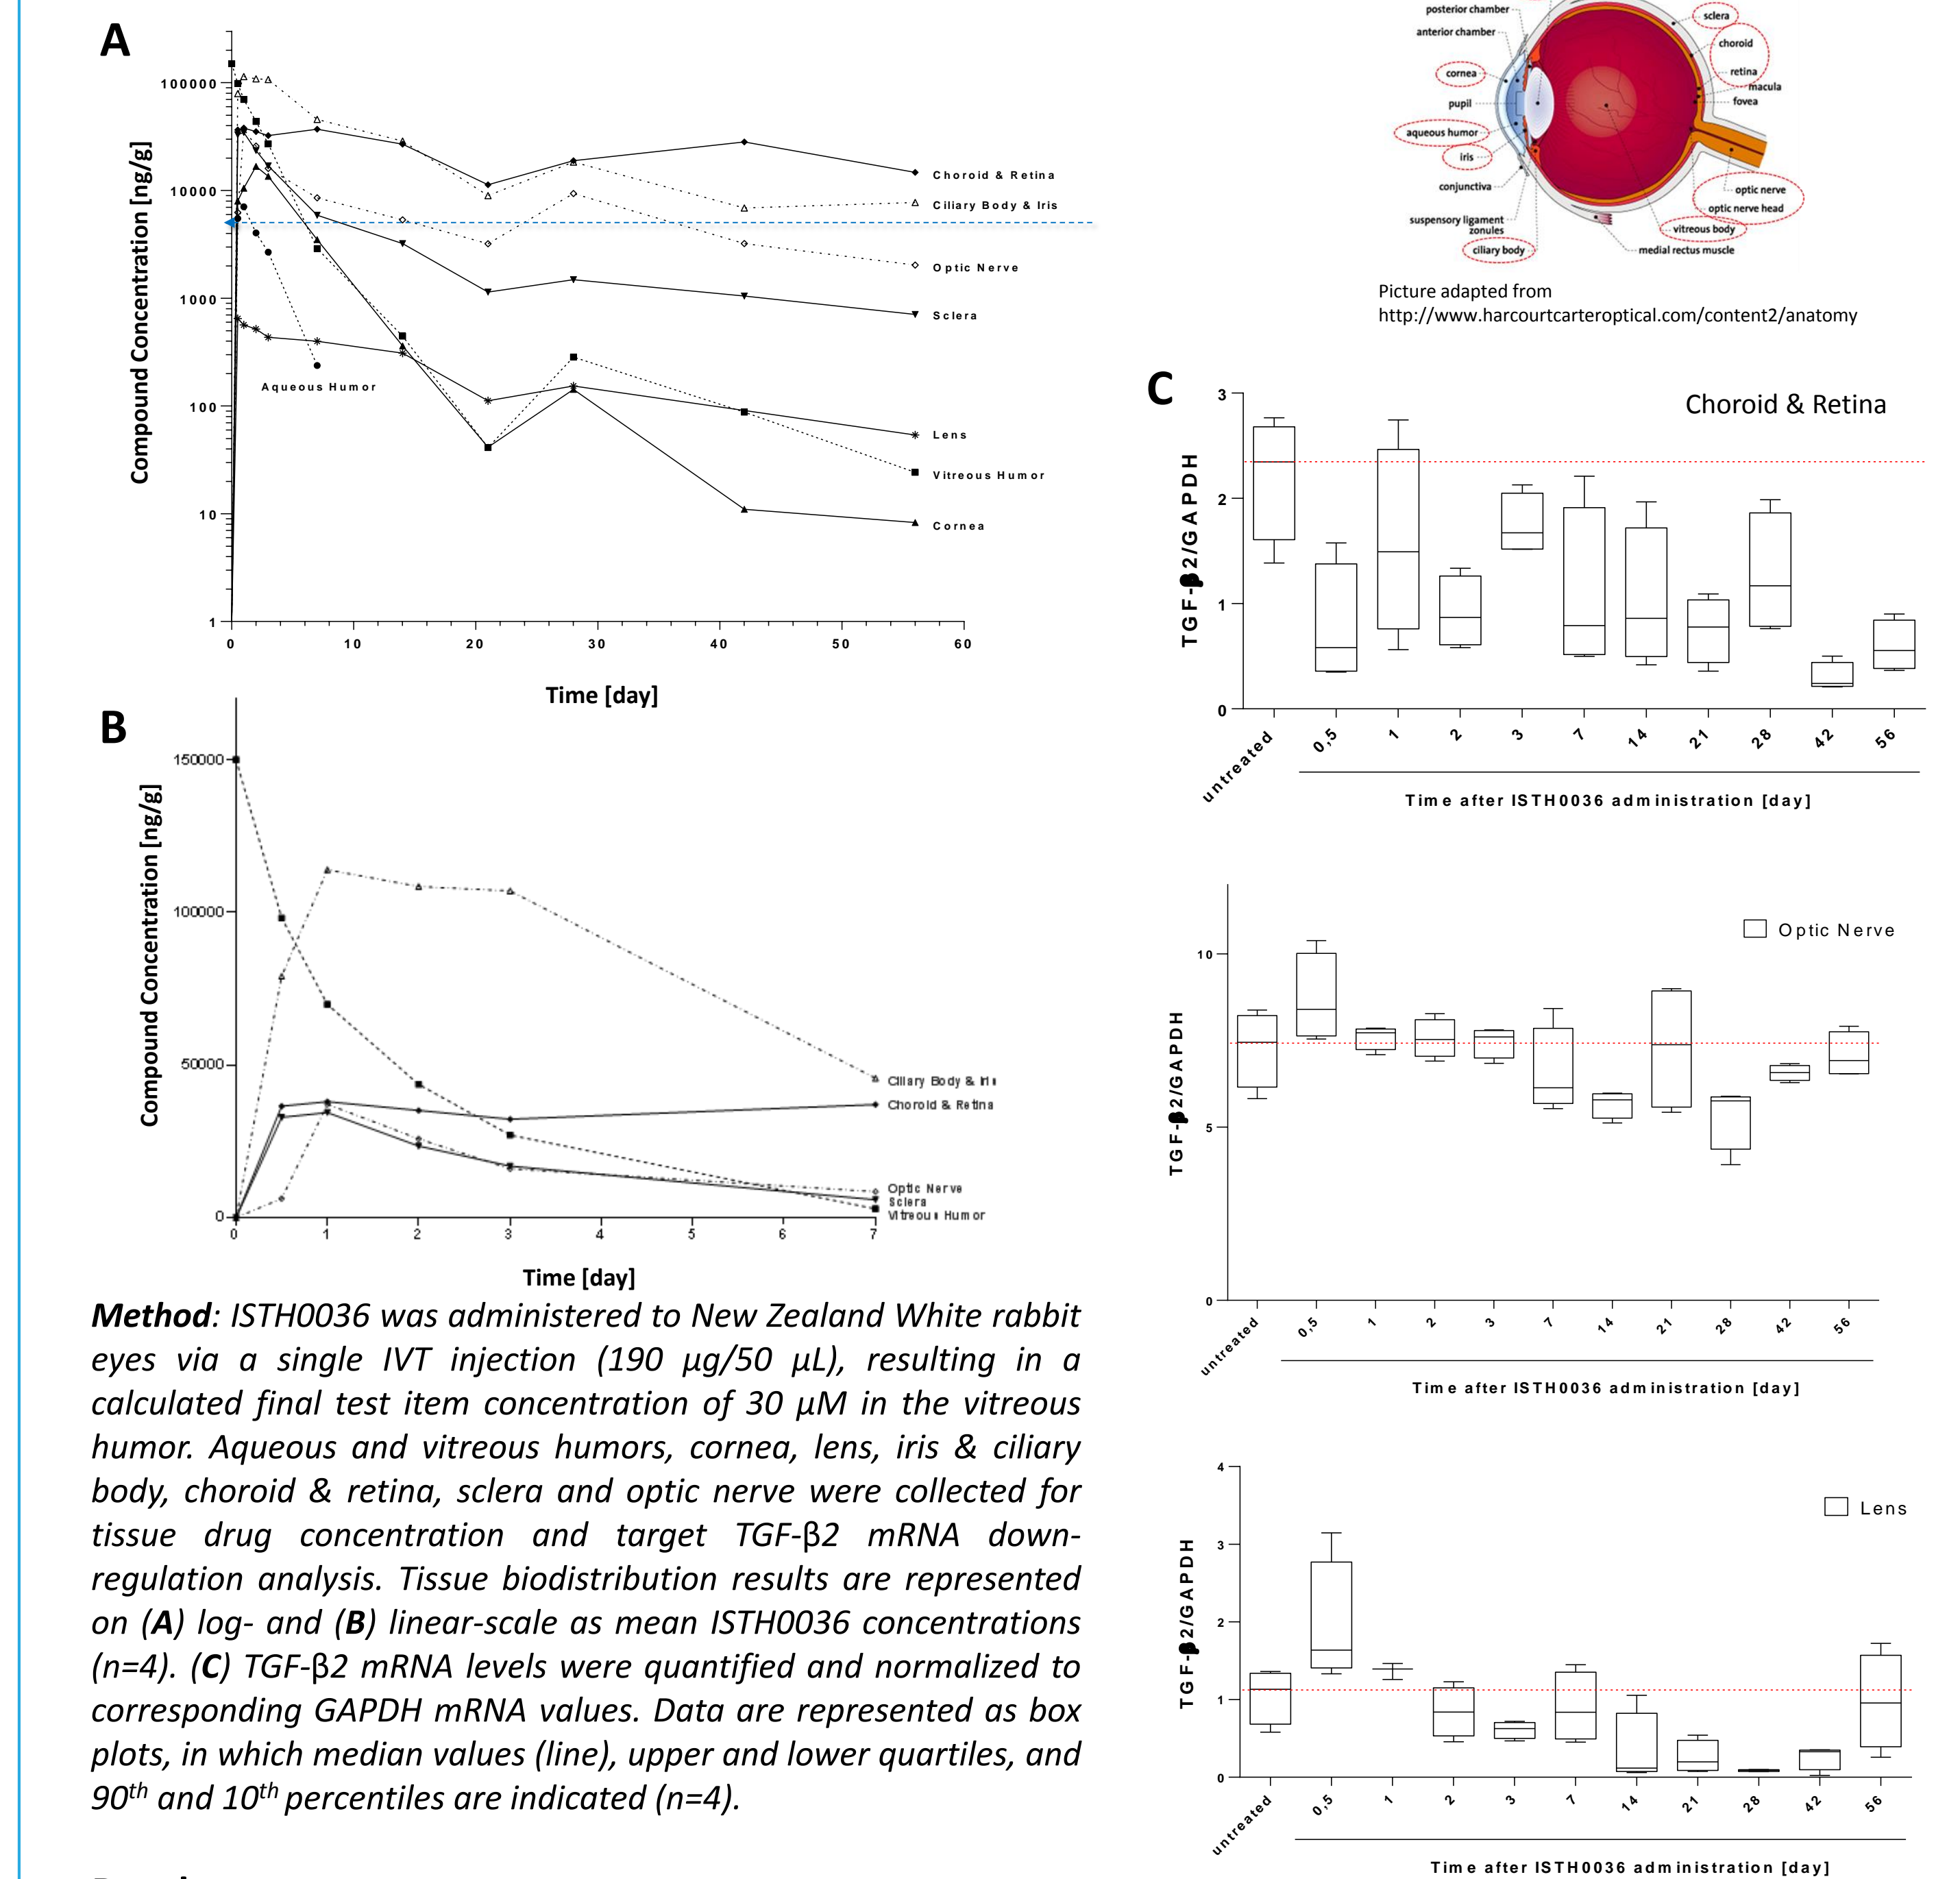 A
Compound Concentration [ng/g]
100000
10000
1000
100
10
1
0
10
20
30
40
50
60
Choroid & Retina
Ciliary Body & Iris
Optic Nerve
Sclera
Aqueous Humor
Lens
Vitreous Humor
Cornea
Time [day]
B
Compound Concentration [ng/g]
150000
100000
50000
0
0
1
2
3
4
5
6
7
Ciliary Body & Iris
Choroid & Retina
Optic Nerve
Sclera
Vitreous Humor
Time [day]
Method: ISTH0036 was administered to New Zealand White rabbit
eyes via a single IVT injection (190 µg/50 µL), resulting in a
calculated final test item concentration of 30 µM in the vitreous
humor. Aqueous and vitreous humors, cornea, lens, iris & ciliary
body, choroid & retina, sclera and optic nerve were collected for
tissue drug concentration and target TGF-β2 mRNA down-
regulation analysis. Tissue biodistribution results are represented
on (A) log- and (B) linear-scale as mean ISTH0036 concentrations
(n=4). (C) TGF-β2 mRNA levels were quantified and normalized to
corresponding GAPDH mRNA values. Data are represented as box
plots, in which median values (line), upper and lower quartiles, and
90th and 10th percentiles are indicated (n=4).
posterior chamber
anterior chamber
cornea
pupil
aqueous humor
iris
conjunctiva
suspensory ligament
zonules
ciliary body
sclera
choroid
retina
macula
fovea
optic nerve
optic nerve head
vitreous body
medial rectus muscle
Picture adapted from
http://www.harcourtcarteroptical.com/content2/anatomy
C
Choroid & Retina
TGF-β2/GAPDH
3
2
1
0
untreated
0,5
1
2
3
7
14
21
28
42
56
Time after ISTH0036 administration [day]
Optic Nerve
TGF-β2/GAPDH
10
5
0
untreated
0,5
1
2
3
7
14
21
28
42
56
Time after ISTH0036 administration [day]
Lens
TGF-β2/GAPDH
4
3
2
1
0
untreated
0,5
1
2
3
7
14
21
28
42
56
Time after ISTH0036 administration [day]